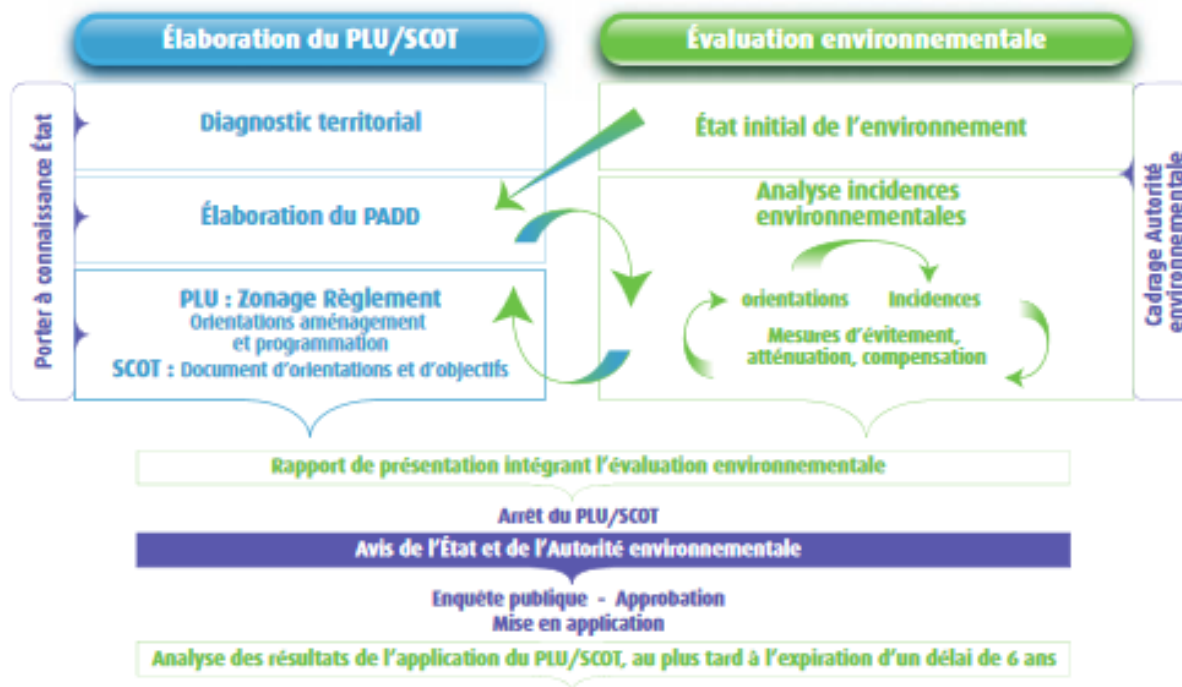 Élaboration du PLU/SCOT
Évaluation environnementale
Porter à connaissance État
Diagnostic territorial
État initial de l'environnement
Cadrage Autorité
environnementale
Élaboration du PADD
Analyse incidences
environnementales
PLU : Zonage Règlement
Orientations aménagement
et programmation
SCOT : Document d'orientations et d'objectifs
orientations
Incidences
Mesures d'évitement,
atténuation, compensation
Rapport de présentation intégrant l'évaluation environnementale
Arrêt du PLU/SCOT
Avis de l'État et de l'Autorité environnementale
Enquête publique - Approbation
Mise en application
Analyse des résultats de l'application du PLU/SCOT, au plus tard à l'expiration d'un délai de 6 ans